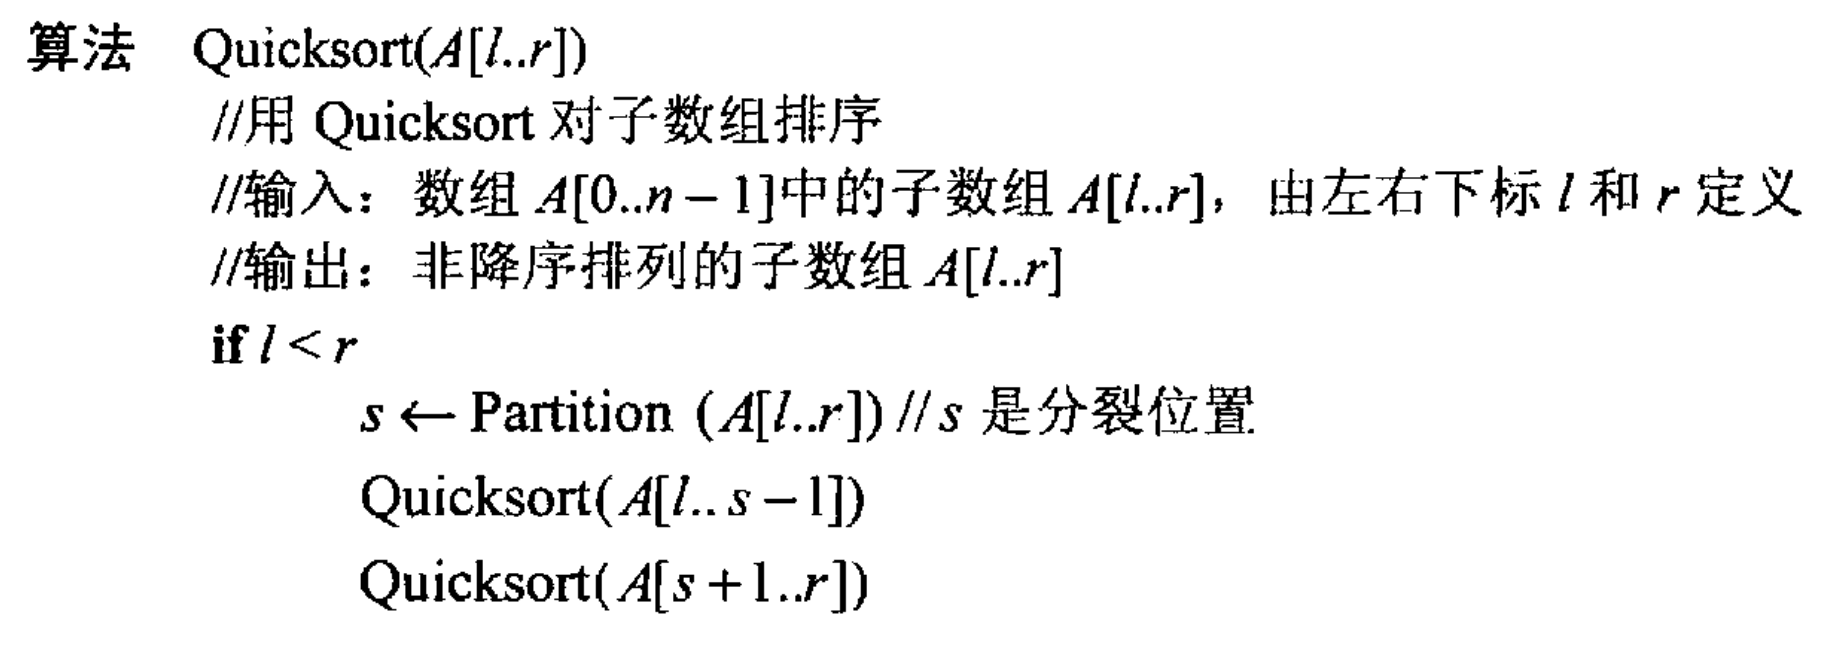 算法 Quicksort(A[l..r])
//用 Quicksort 对子数组排序
//输入：数组 A[0..n − 1]中的子数组 A[l..r]，由左右下标 l 和 r 定义
//输出：非降序排列的子数组 A[l..r]
if l < r
s ← Partition (A[l..r]) //s 是分裂位置
Quicksort( A[l.. s − 1])
Quicksort( A[s + 1..r])